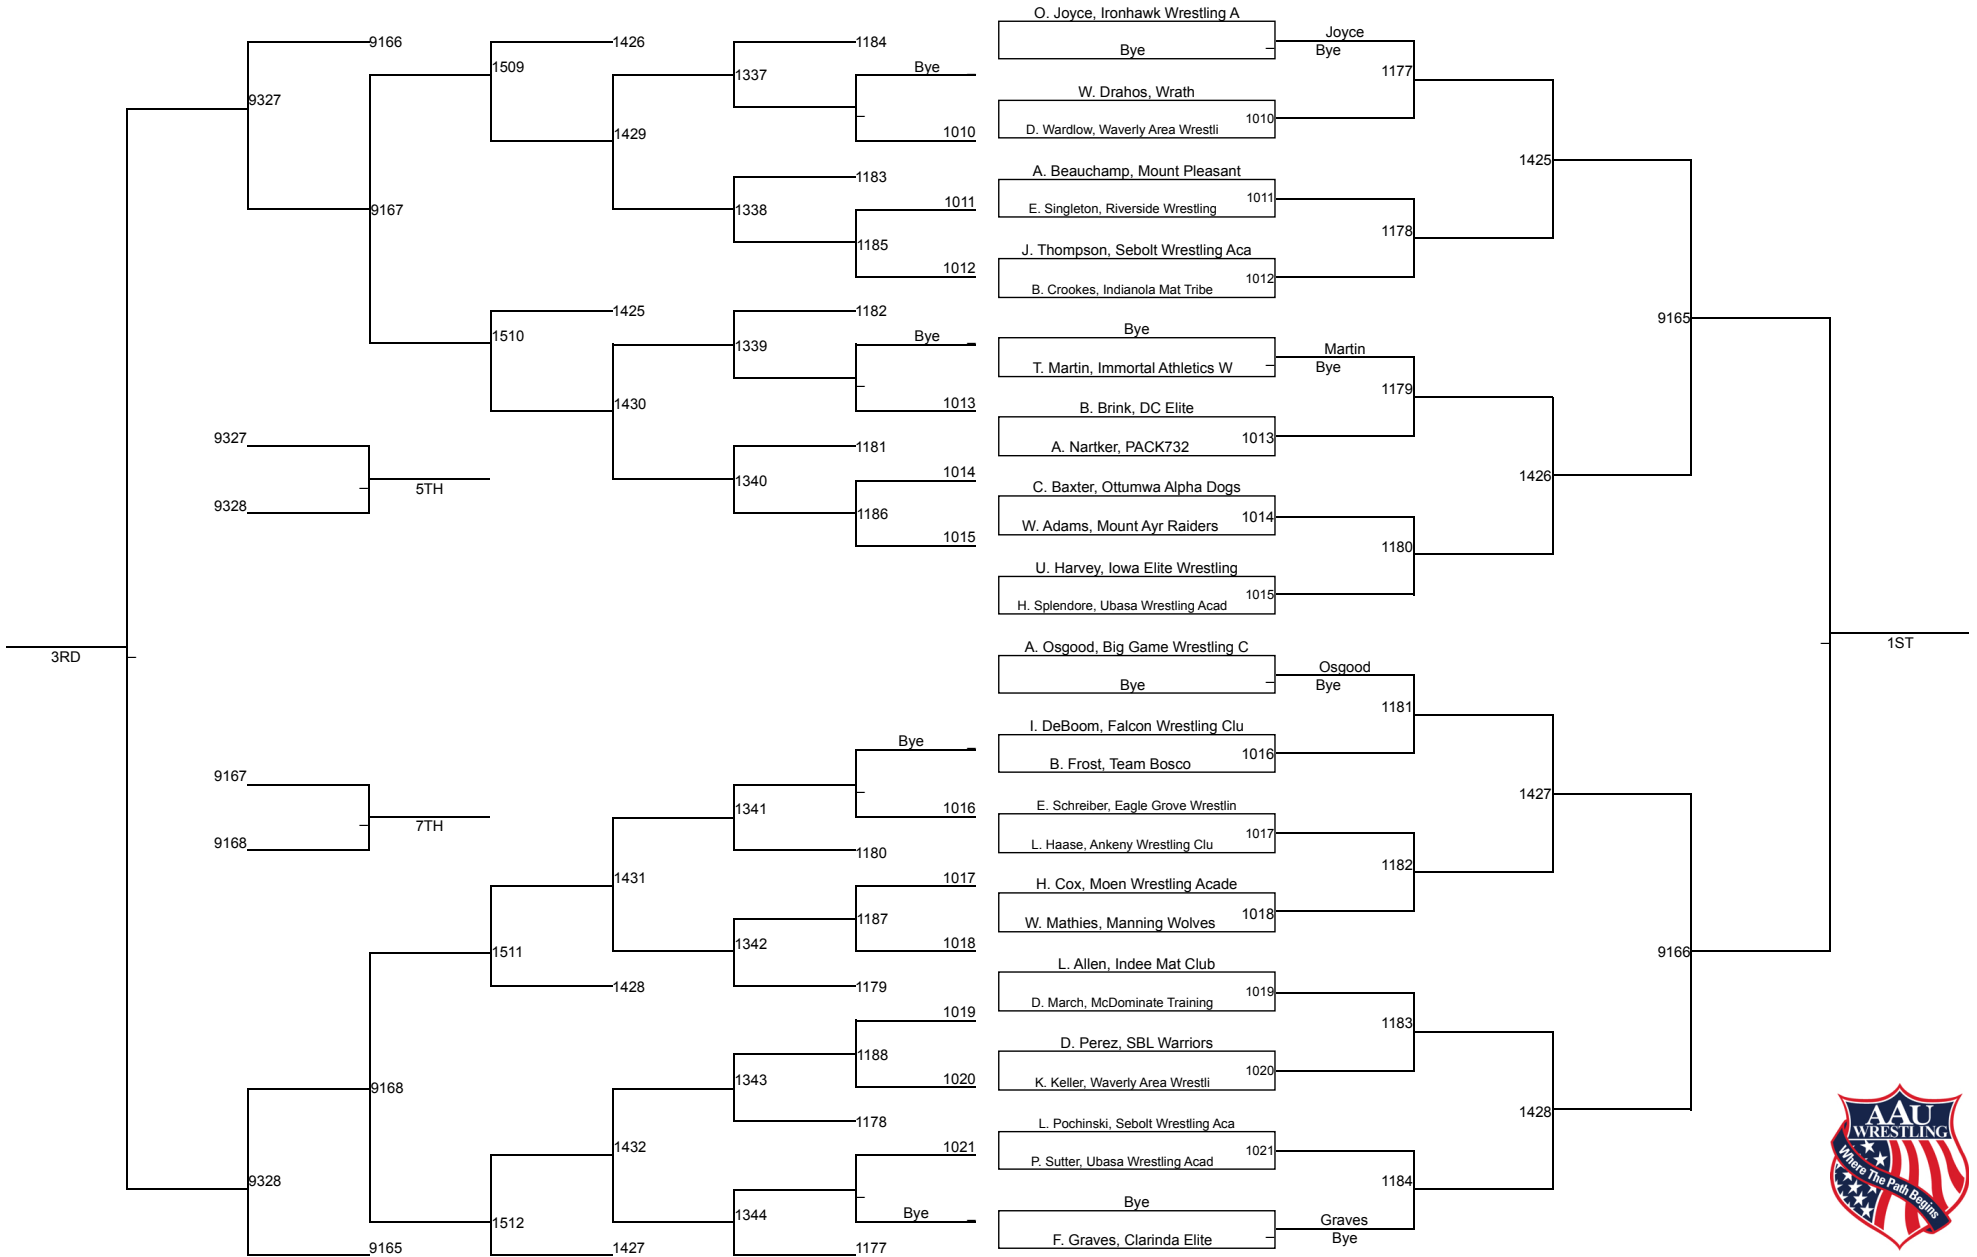 O. Joyce, Ironhawk Wrestling A
Bye
W. Drahos, Wrath
1010
D. Wardlow, Waverly Area Wrestli
A. Beauchamp, Mount Pleasant
1011
E. Singleton, Riverside Wrestling
J. Thompson, Sebolt Wrestling Aca
1012
B. Crookes, Indianola Mat Tribe
Bye
T. Martin, Immortal Athletics W
B. Brink, DC Elite
1013
A. Nartker, PACK732
C. Baxter, Ottumwa Alpha Dogs
1014
W. Adams, Mount Ayr Raiders
U. Harvey, Iowa Elite Wrestling
1015
H. Splendore, Ubasa Wrestling Acad
A. Osgood, Big Game Wrestling C
Bye
I. DeBoom, Falcon Wrestling Clu
1016
B. Frost, Team Bosco
E. Schreiber, Eagle Grove Wrestlin
1017
L. Haase, Ankeny Wrestling Clu
H. Cox, Moen Wrestling Acade
1018
W. Mathies, Manning Wolves
L. Allen, Indee Mat Club
1019
D. March, McDominate Training
D. Perez, SBL Warriors
1020
K. Keller, Waverly Area Wrestli
L. Pochinski, Sebolt Wrestling Aca
1021
P. Sutter, Ubasa Wrestling Acad
Bye
F. Graves, Clarinda Elite
Joyce
Bye
1177
1178
Martin
Bye
1179
1180
Osgood
Bye
1181
1182
1183
1184
Graves
Bye
1425
1426
1427
1428
9165
9166
1ST
Bye
1010
1011
1012
Bye
1013
1014
1015
Bye
1016
1017
1018
1019
1020
1021
Bye
1184
1183
1185
1182
1181
1186
1180
1187
1179
1188
1178
1177
1337
1338
1339
1340
1341
1342
1343
1344
1426
1429
1425
1430
1431
1428
1432
1427
1509
1510
1511
1512
9166
9167
9168
9165
9327
9328
9327
9328
5TH
9167
9168
7TH
3RD
AAU
WRESTLING
Where The Path Begins